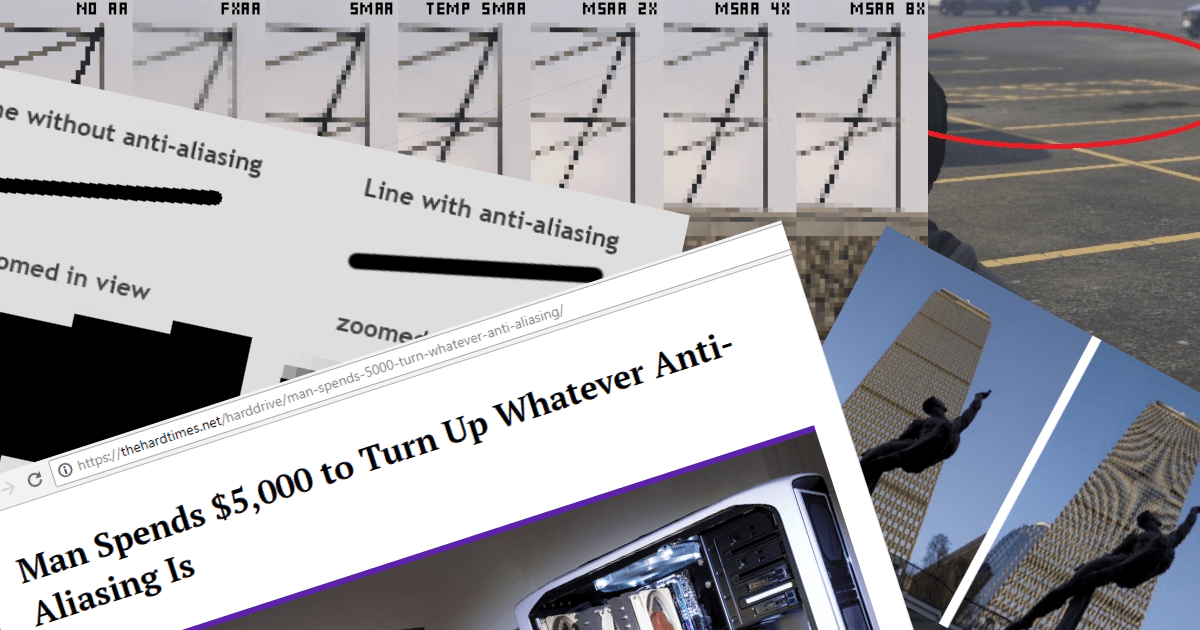 NO AA FXAA SMAA TEMP SMAA MSAA 2X MSAA 4X MSAA 8X
without anti-aliasing
Line with anti-aliasing
in view
https://thehardtimes.net/harddrive/man-spends-5000-turn-whatever-anti-aliasing/
Man Spends $5,000 to Turn Up Whatever Anti-
Aliasing Is